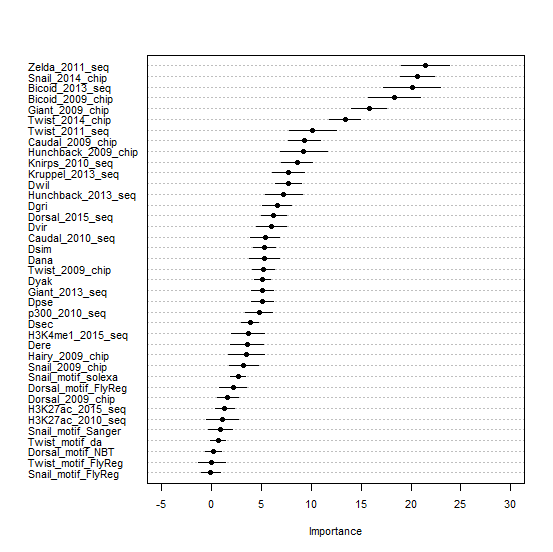 Zelda_2011_seq
Snail_2014_chip
Bicoid_2013_seq
Bicoid_2009_chip
Giant_2009_chip
Twist_2014_chip
Twist_2011_seq
Caudal_2009_chip
Hunchback_2009_chip
Knirps_2010_seq
Kruppel_2013_seq
Dwil
Hunchback_2013_seq
Dgri
Dorsal_2015_seq
Dvir
Caudal_2010_seq
Dsim
Dana
Twist_2009_chip
Dyak
Giant_2013_seq
Dpse
p300_2010_seq
Dsec
H3K4me1_2015_seq
Dere
Hairy_2009_chip
Snail_2009_chip
Snail_motif_solexa
Dorsal_motif_FlyReg
Dorsal_2009_chip
H3K27ac_2015_seq
H3K27ac_2010_seq
Snail_motif_Sanger
Twist_motif_da
Dorsal_motif_NBT
Twist_motif_FlyReg
Snail_motif_FlyReg
-5 0 5 10 15 20 25 30
Importance